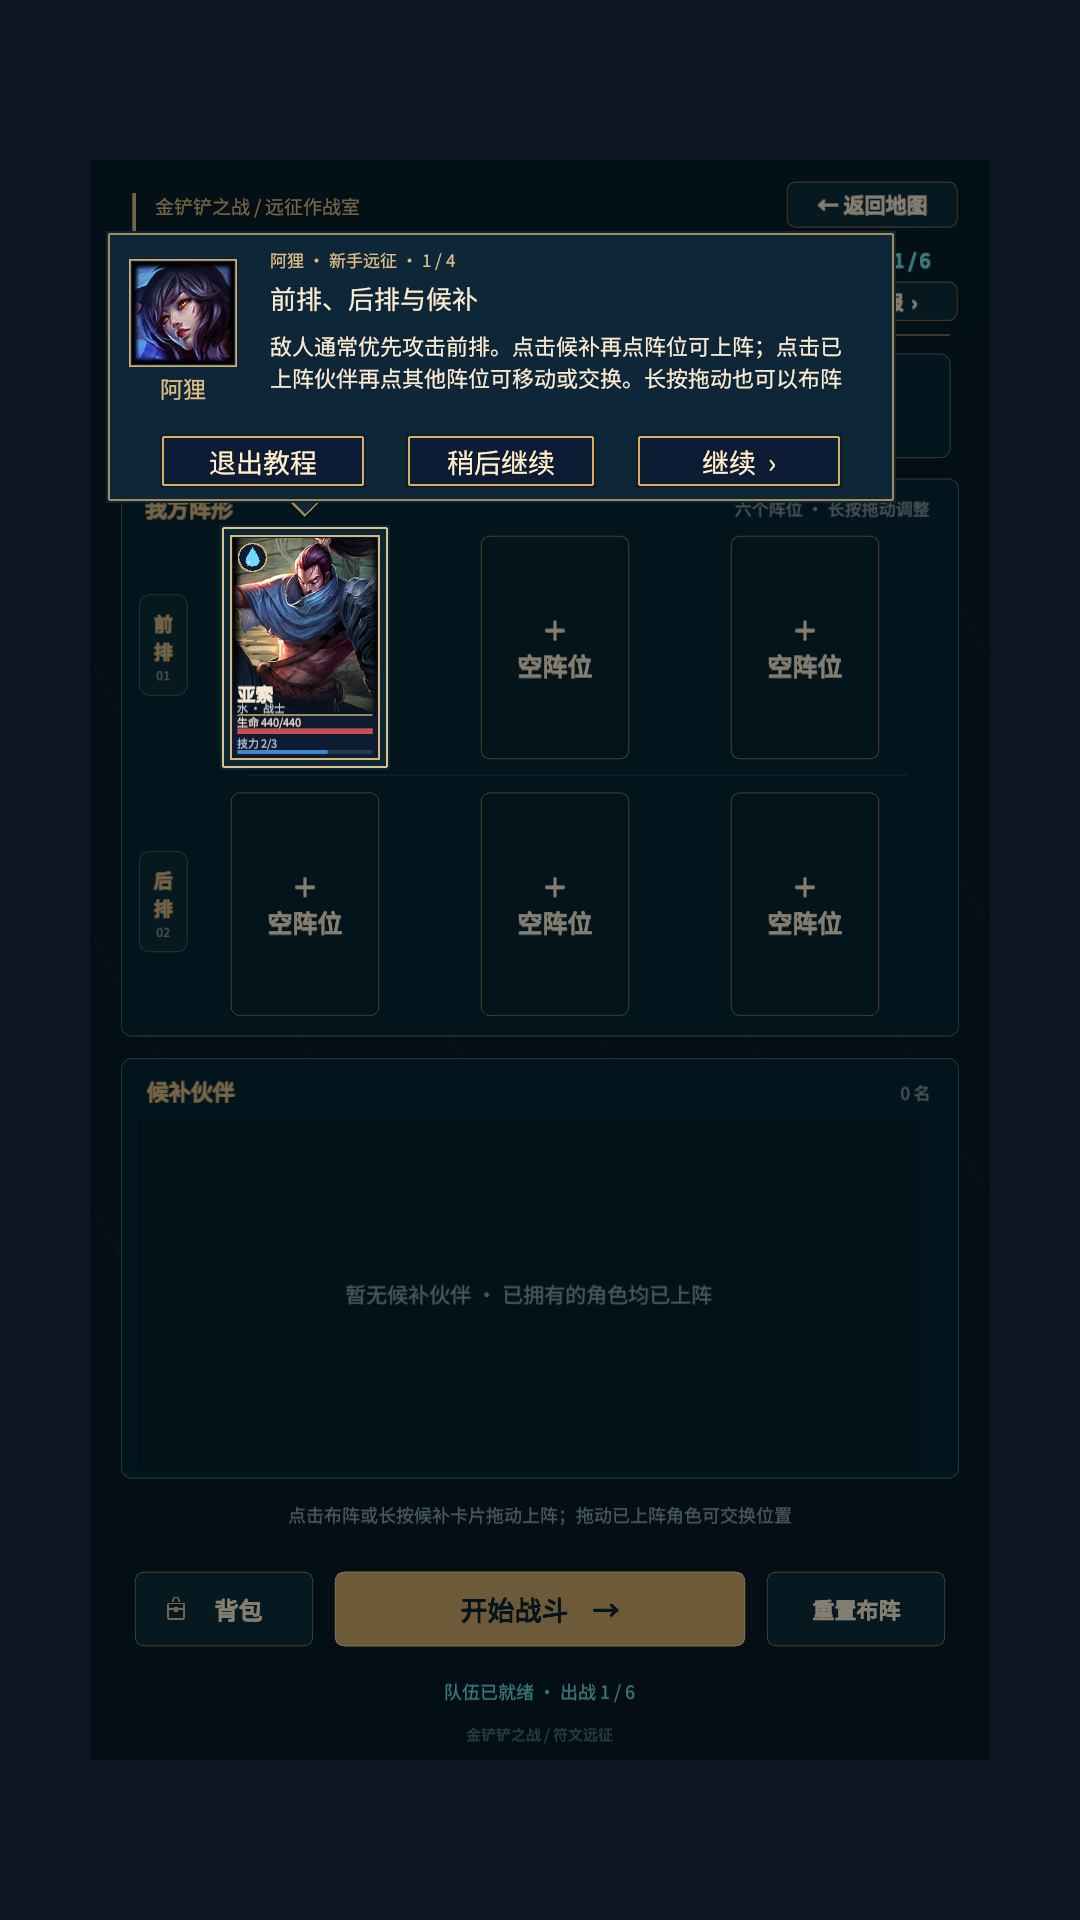 金铲铲之战 / 远征作战室
← 返回地图
1/6
阿狸 · 新手远征 · 1 / 4
前排、后排与候补
›
敌人通常优先攻击前排。点击候补再点阵位可上阵；点击已
上阵伙伴再点其他阵位可移动或交换。长按拖动也可以布阵
阿狸
退出教程
稍后继续
继续 ›
我方阵形
六个阵位 · 长按拖动调整
前排
01
亚索
水 · 战士
生命 440/440
技力 2/3
+
空阵位
+
空阵位
后排
02
+
空阵位
+
空阵位
+
空阵位
候补伙伴
0 名
暂无候补伙伴 · 已拥有的角色均已上阵
点击布阵或长按候补卡片拖动上阵；拖动已上阵角色可交换位置
背包
开始战斗 →
重置布阵
队伍已就绪 · 出战 1 / 6
金铲铲之战 / 符文远征